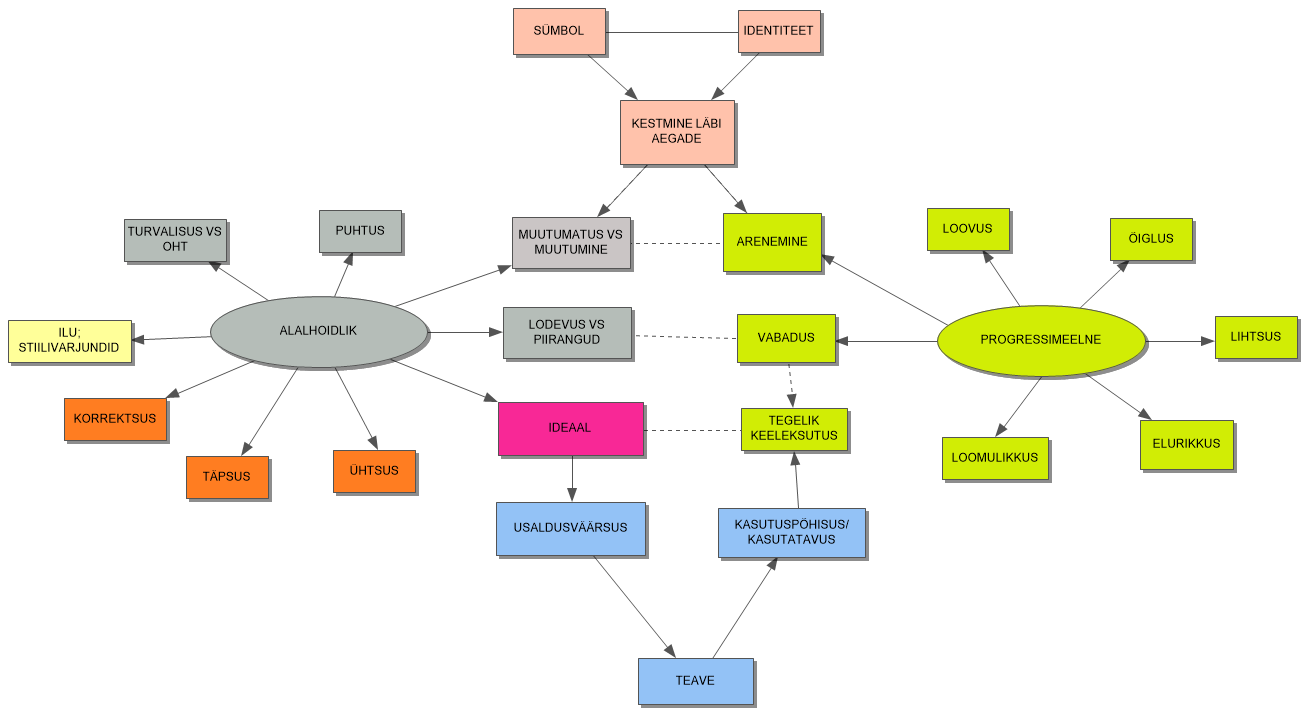 SÜMBOL
IDENTITEET
KESTMINE LÄBI
AEGADE
TURVALISUS VS
OHT
PUHTUS
MUUTUMATUS VS
MUUTUMINE
ARENEMINE
LOOVUS
ÕIGLUS
ILU;
STIILIVARJUNDID
ALALHOIDLIK
LODEVUS VS
PIIRANGUD
VABADUS
PROGRESSIMEELNE
LIHTSUS
KORREKTSUS
TÄPSUS
ÜHTSUS
IDEAAL
TEGELIK
KEELEKSUTUS
LOOMULIKKUS
ELURIKKUS
USALDUSVÄÄRSUS
KASUTUSPÕHISUS/
KASUTATAVUS
TEAVE